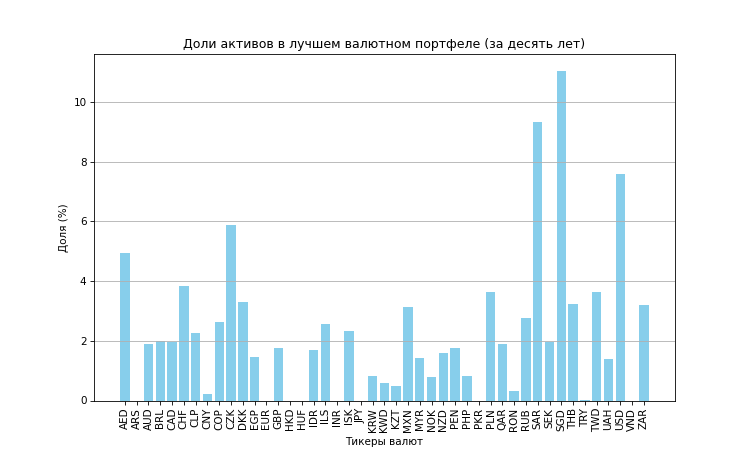 Доли активов в лучшем валютном портфеле (за десять лет)
Доля (%)
10
8
6
4
2
0
AED
ARS
AUD
BRL
CAD
CHF
CLP
CNY
COP
CZK
DKK
EGP
EUR
GBP
HKD
HUF
IDR
ILS
INR
ISK
JPY
KRW
KWD
KZT
MXN
MYR
NOK
NZD
PEN
PHP
PKR
PLN
QAR
RON
RUB
SAR
SEK
SGD
THB
TRY
TWD
UAH
USD
VND
ZAR
Тикеры валют